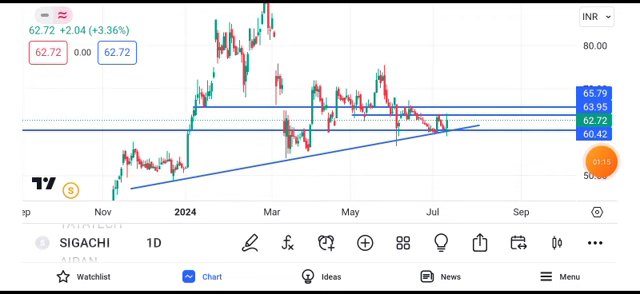 INR
62.72 +2.04 (+3.36%)
62.72 0.00 62.72
80.00
65.79
63.95
62.72
60.42
01:15
S
Nov 2024 Mar May Jul Sep
SIGACHI 1D
Watchlist Chart Ideas News Menu